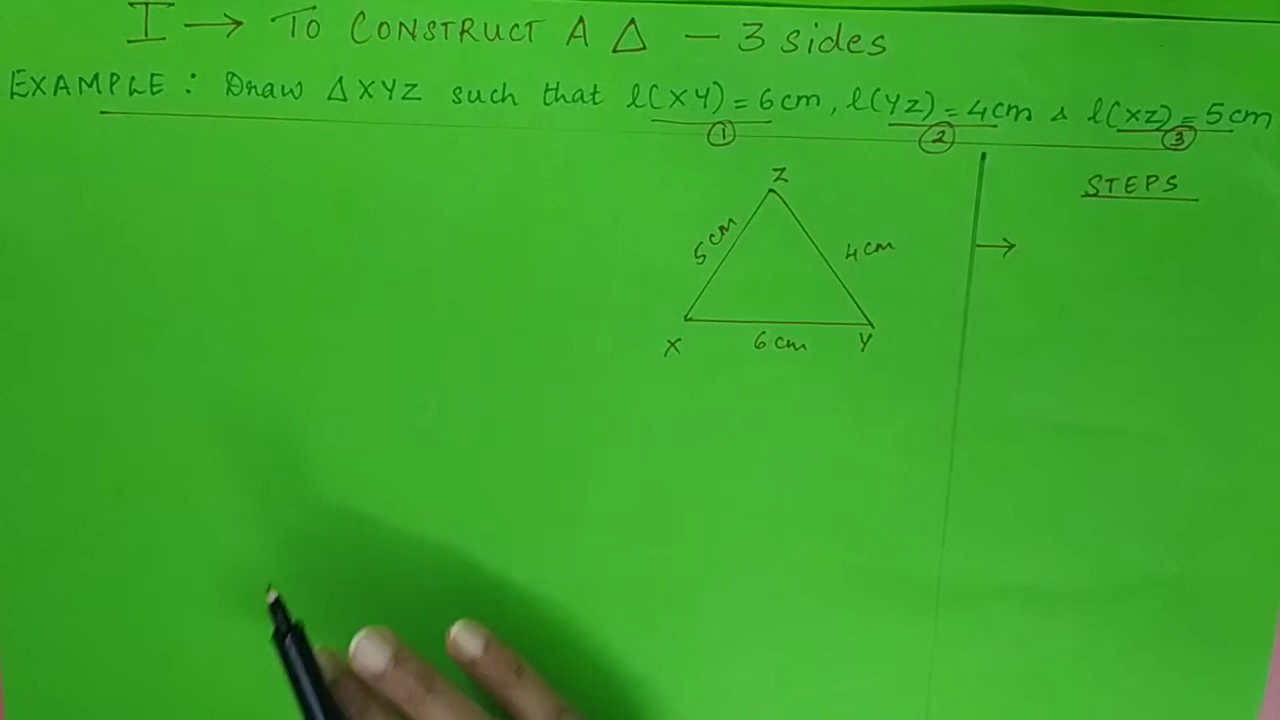 I → TO CONSTRUCT A Δ – 3 sides
EXAMPLE : Draw ΔXYZ such that l(XY) = 6cm, l(YZ) = 4cm & l(XZ) = 5cm
① ② ③
Z
STEPS
5cm
4cm
→
X
6cm
Y